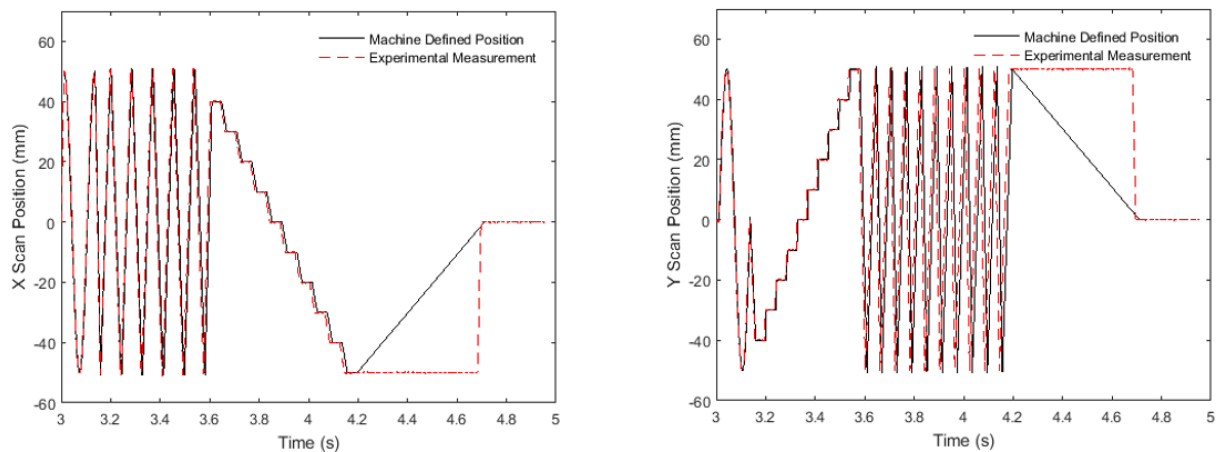 Machine Defined Position
Experimental Measurement
60
40
20
0
-20
-40
-60
X Scan Position (mm)
3 3.2 3.4 3.6 3.8 4 4.2 4.4 4.6 4.8 5
Time (s)
Machine Defined Position
Experimental Measurement
60
40
20
0
-20
-40
-60
Y Scan Position (mm)
3 3.2 3.4 3.6 3.8 4 4.2 4.4 4.6 4.8 5
Time (s)